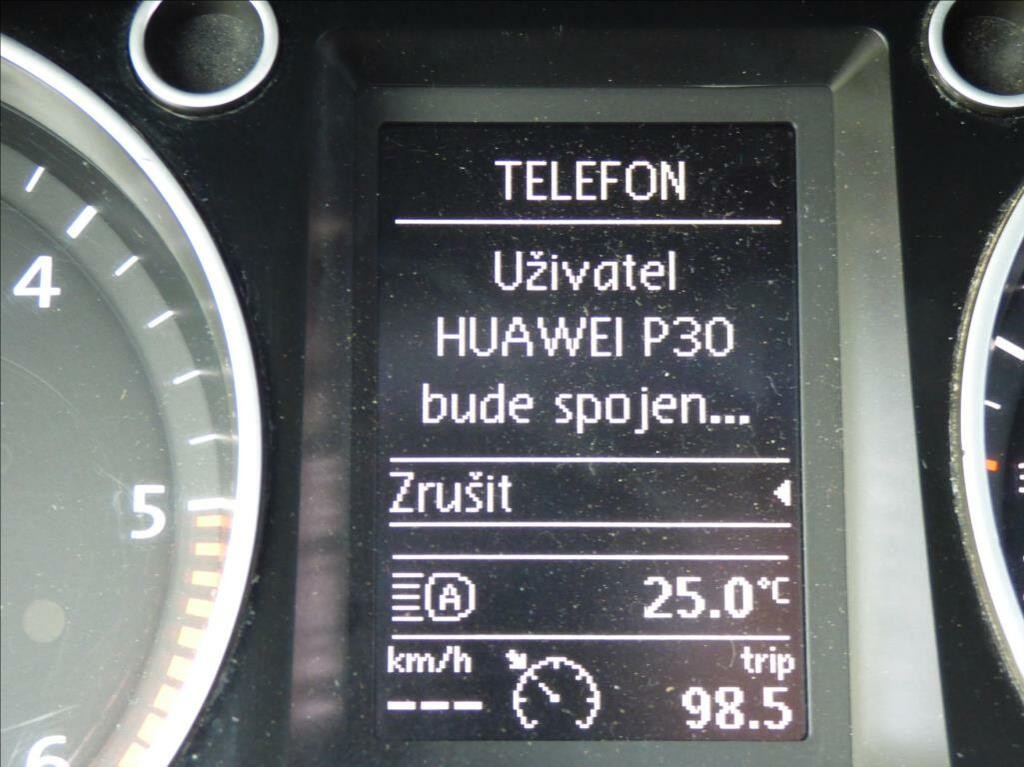 TELEFON
Uživatel
HUAWEI P30
bude spojen...
Zrušit
A 25.0°C
km/h trip
--- 98.5
4
5
6